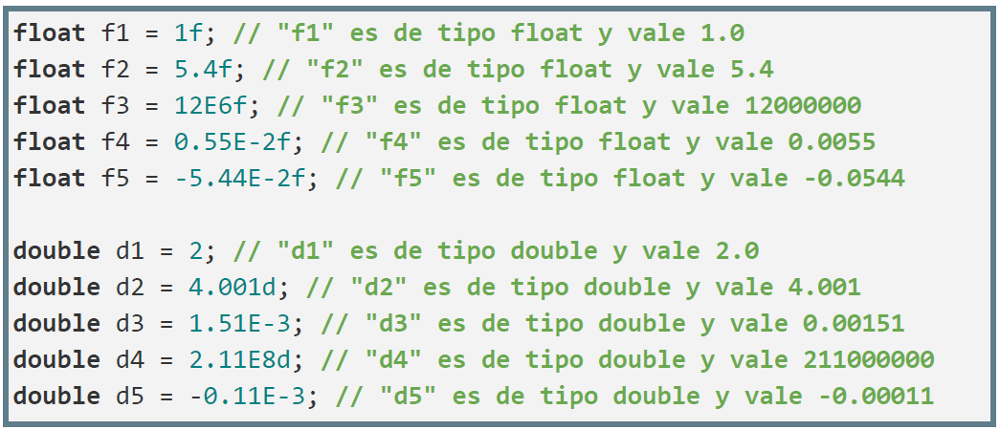 float f1 = 1f; // "f1" es de tipo float y vale 1.0
float f2 = 5.4f; // "f2" es de tipo float y vale 5.4
float f3 = 12E6f; // "f3" es de tipo float y vale 12000000
float f4 = 0.55E-2f; // "f4" es de tipo float y vale 0.0055
float f5 = -5.44E-2f; // "f5" es de tipo float y vale -0.0544
double d1 = 2; // "d1" es de tipo double y vale 2.0
double d2 = 4.001d; // "d2" es de tipo double y vale 4.001
double d3 = 1.51E-3; // "d3" es de tipo double y vale 0.00151
double d4 = 2.11E8d; // "d4" es de tipo double y vale 211000000
double d5 = -0.11E-3; // "d5" es de tipo double y vale -0.00011